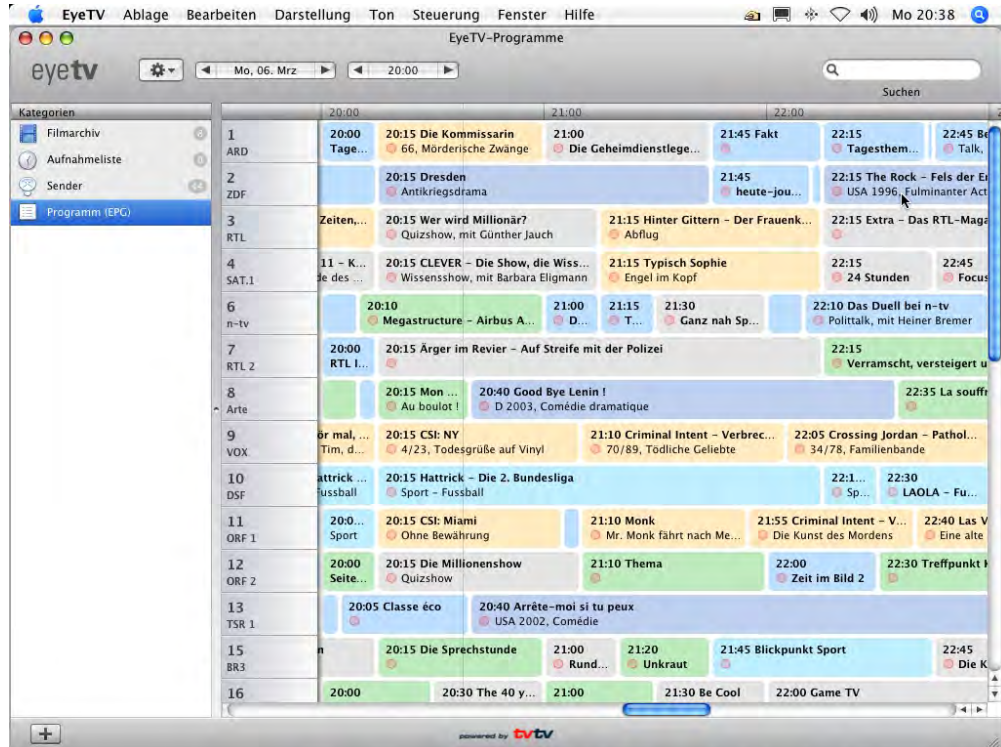 EyeTV Ablage Bearbeiten Darstellung Ton Steuerung Fenster Hilfe Mo 20:38
EyeTV-Programme
eyetv Mo, 06. Mrz 20:00
Suchen
Kategorien 20:00 21:00 22:00
Filmarchiv
Aufnahmeliste
Sender
Programm (EPG)
1 20:00 20:15 Die Kommissarin 21:00 21:45 Fakt 22:15 22:45 Be
ARD Tage... 66, Mörderische Zwänge Die Geheimdienstlege... Tagesthem... Talk,
2 20:15 Dresden 21:45 22:15 The Rock – Fels der En
ZDF Antikriegsdrama heute-jou... USA 1996, Fulminanter Act
3 Zeiten,... 20:15 Wer wird Millionär? 21:15 Hinter Gittern – Der Frauenk... 22:15 Extra – Das RTL-Maga
RTL Quizshow, mit Günther Jauch Abflug
4 11 – K... 20:15 CLEVER – Die Show, die Wiss... 21:15 Typisch Sophie 22:15 22:45
SAT.1 le des ... Wissensshow, mit Barbara Eligmann Engel im Kopf 24 Stunden Focus
6 20:10 21:00 21:15 21:30 22:10 Das Duell bei n-tv
n-tv Megastructure – Airbus A... D... T... Ganz nah Sp... Polittalk, mit Heiner Bremer
7 20:00 20:15 Ärger im Revier – Auf Streife mit der Polizei 22:15
RTL 2 RTL I... Verramscht, versteigert u
8 20:15 Mon ... 20:40 Good Bye Lenin ! 22:35 La souffr
Arte Au boulot ! D 2003, Comédie dramatique
9 ör mal, ... 20:15 CSI: NY 21:10 Criminal Intent – Verbrec... 22:05 Crossing Jordan – Pathol...
VOX Tim, d... 4/23, Todesgrüße auf Vinyl 70/89, Tödliche Geliebte 34/78, Familienbande
10 attrick ... 20:15 Hattrick – Die 2. Bundesliga 22:1... 22:30
DSF Fussball Sport – Fussball Sp... LAOLA – Fu...
11 20:0... 20:15 CSI: Miami 21:10 Monk 21:55 Criminal Intent – V... 22:40 Las V
ORF 1 Sport Ohne Bewährung Mr. Monk fährt nach Me... Die Kunst des Mordens Eine alte
12 20:00 20:15 Die Millionenshow 21:10 Thema 22:00 22:30 Treffpunkt K
ORF 2 Seite... Quizshow Zeit im Bild 2
13 20:05 Classe éco 20:40 Arrête-moi si tu peux
TSR 1 USA 2002, Comédie
15 20:15 Die Sprechstunde 21:00 21:20 21:45 Blickpunkt Sport 22:45
BR3 Rund... Unkraut Die K
16 20:00 20:30 The 40 y... 21:00 21:30 Be Cool 22:00 Game TV
powered by tvtv